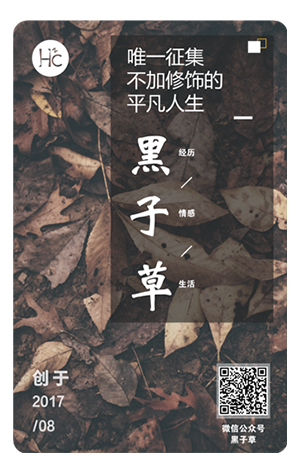 HC
唯一征集
不加修饰的
平凡人生
黑子草
经历
情感
生活
创于
2017
/08
微信公众号
黑子草